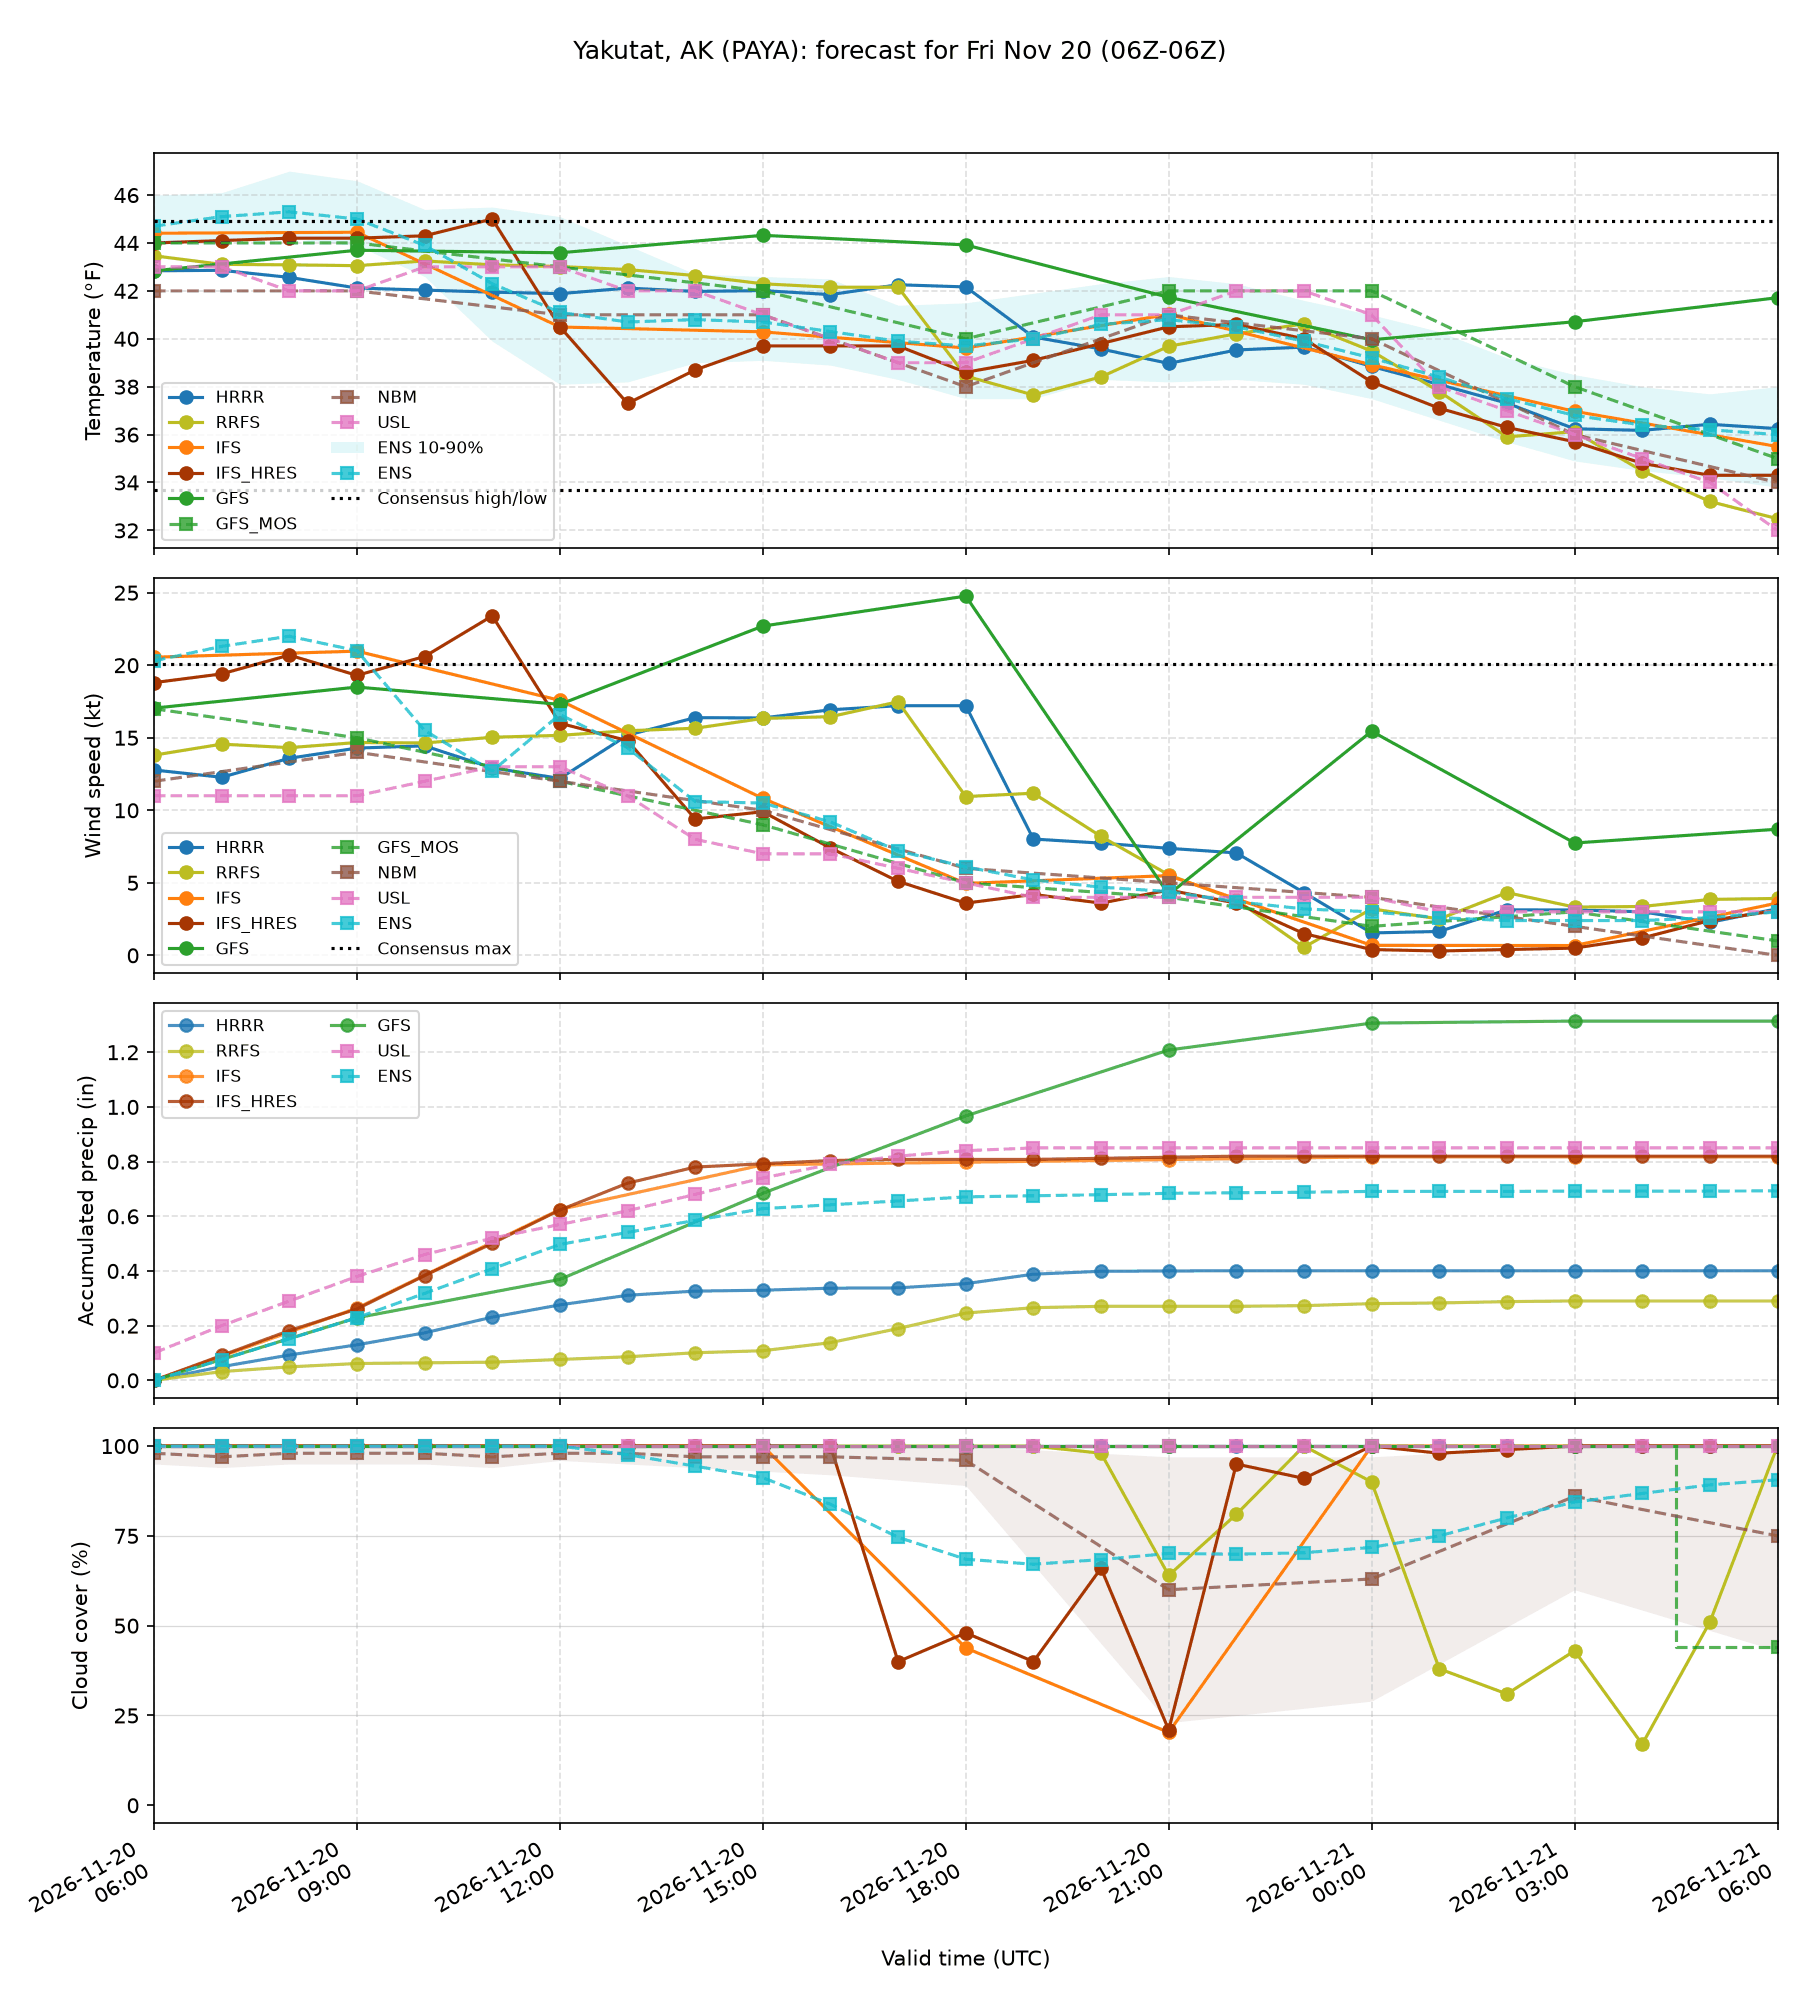 Yakutat, AK (PAYA): forecast for Fri Nov 20 (06Z-06Z)
Temperature (°F)
46
44
42
40
38
36
34
32
HRRR
RRFS
IFS
IFS_HRES
GFS
GFS_MOS
NBM
USL
ENS 10-90%
ENS
Consensus high/low
Wind speed (kt)
25
20
15
10
5
0
HRRR
RRFS
IFS
IFS_HRES
GFS
GFS_MOS
NBM
USL
ENS
Consensus max
Accumulated precip (in)
1.2
1.0
0.8
0.6
0.4
0.2
0.0
HRRR
RRFS
IFS
IFS_HRES
GFS
USL
ENS
Cloud cover (%)
100
75
50
25
0
2026-11-20
06:00
2026-11-20
09:00
2026-11-20
12:00
2026-11-20
15:00
2026-11-20
18:00
2026-11-20
21:00
2026-11-21
00:00
2026-11-21
03:00
2026-11-21
06:00
Valid time (UTC)